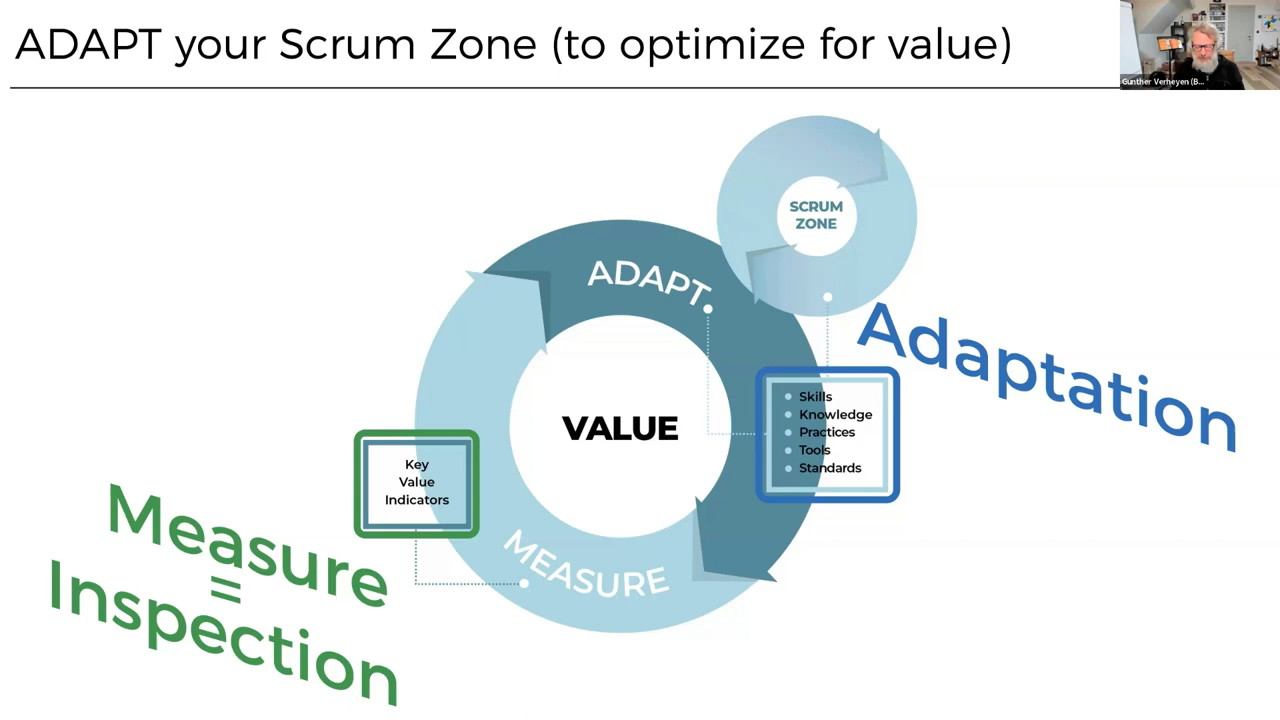 ADAPT your Scrum Zone (to optimize for value)
Gunther Verheyen (B...
SCRUM
ZONE
ADAPT
Adaptation
Skills
Knowledge
Practices
Tools
Standards
VALUE
Key
Value
Indicators
MEASURE
Measure
=
Inspection